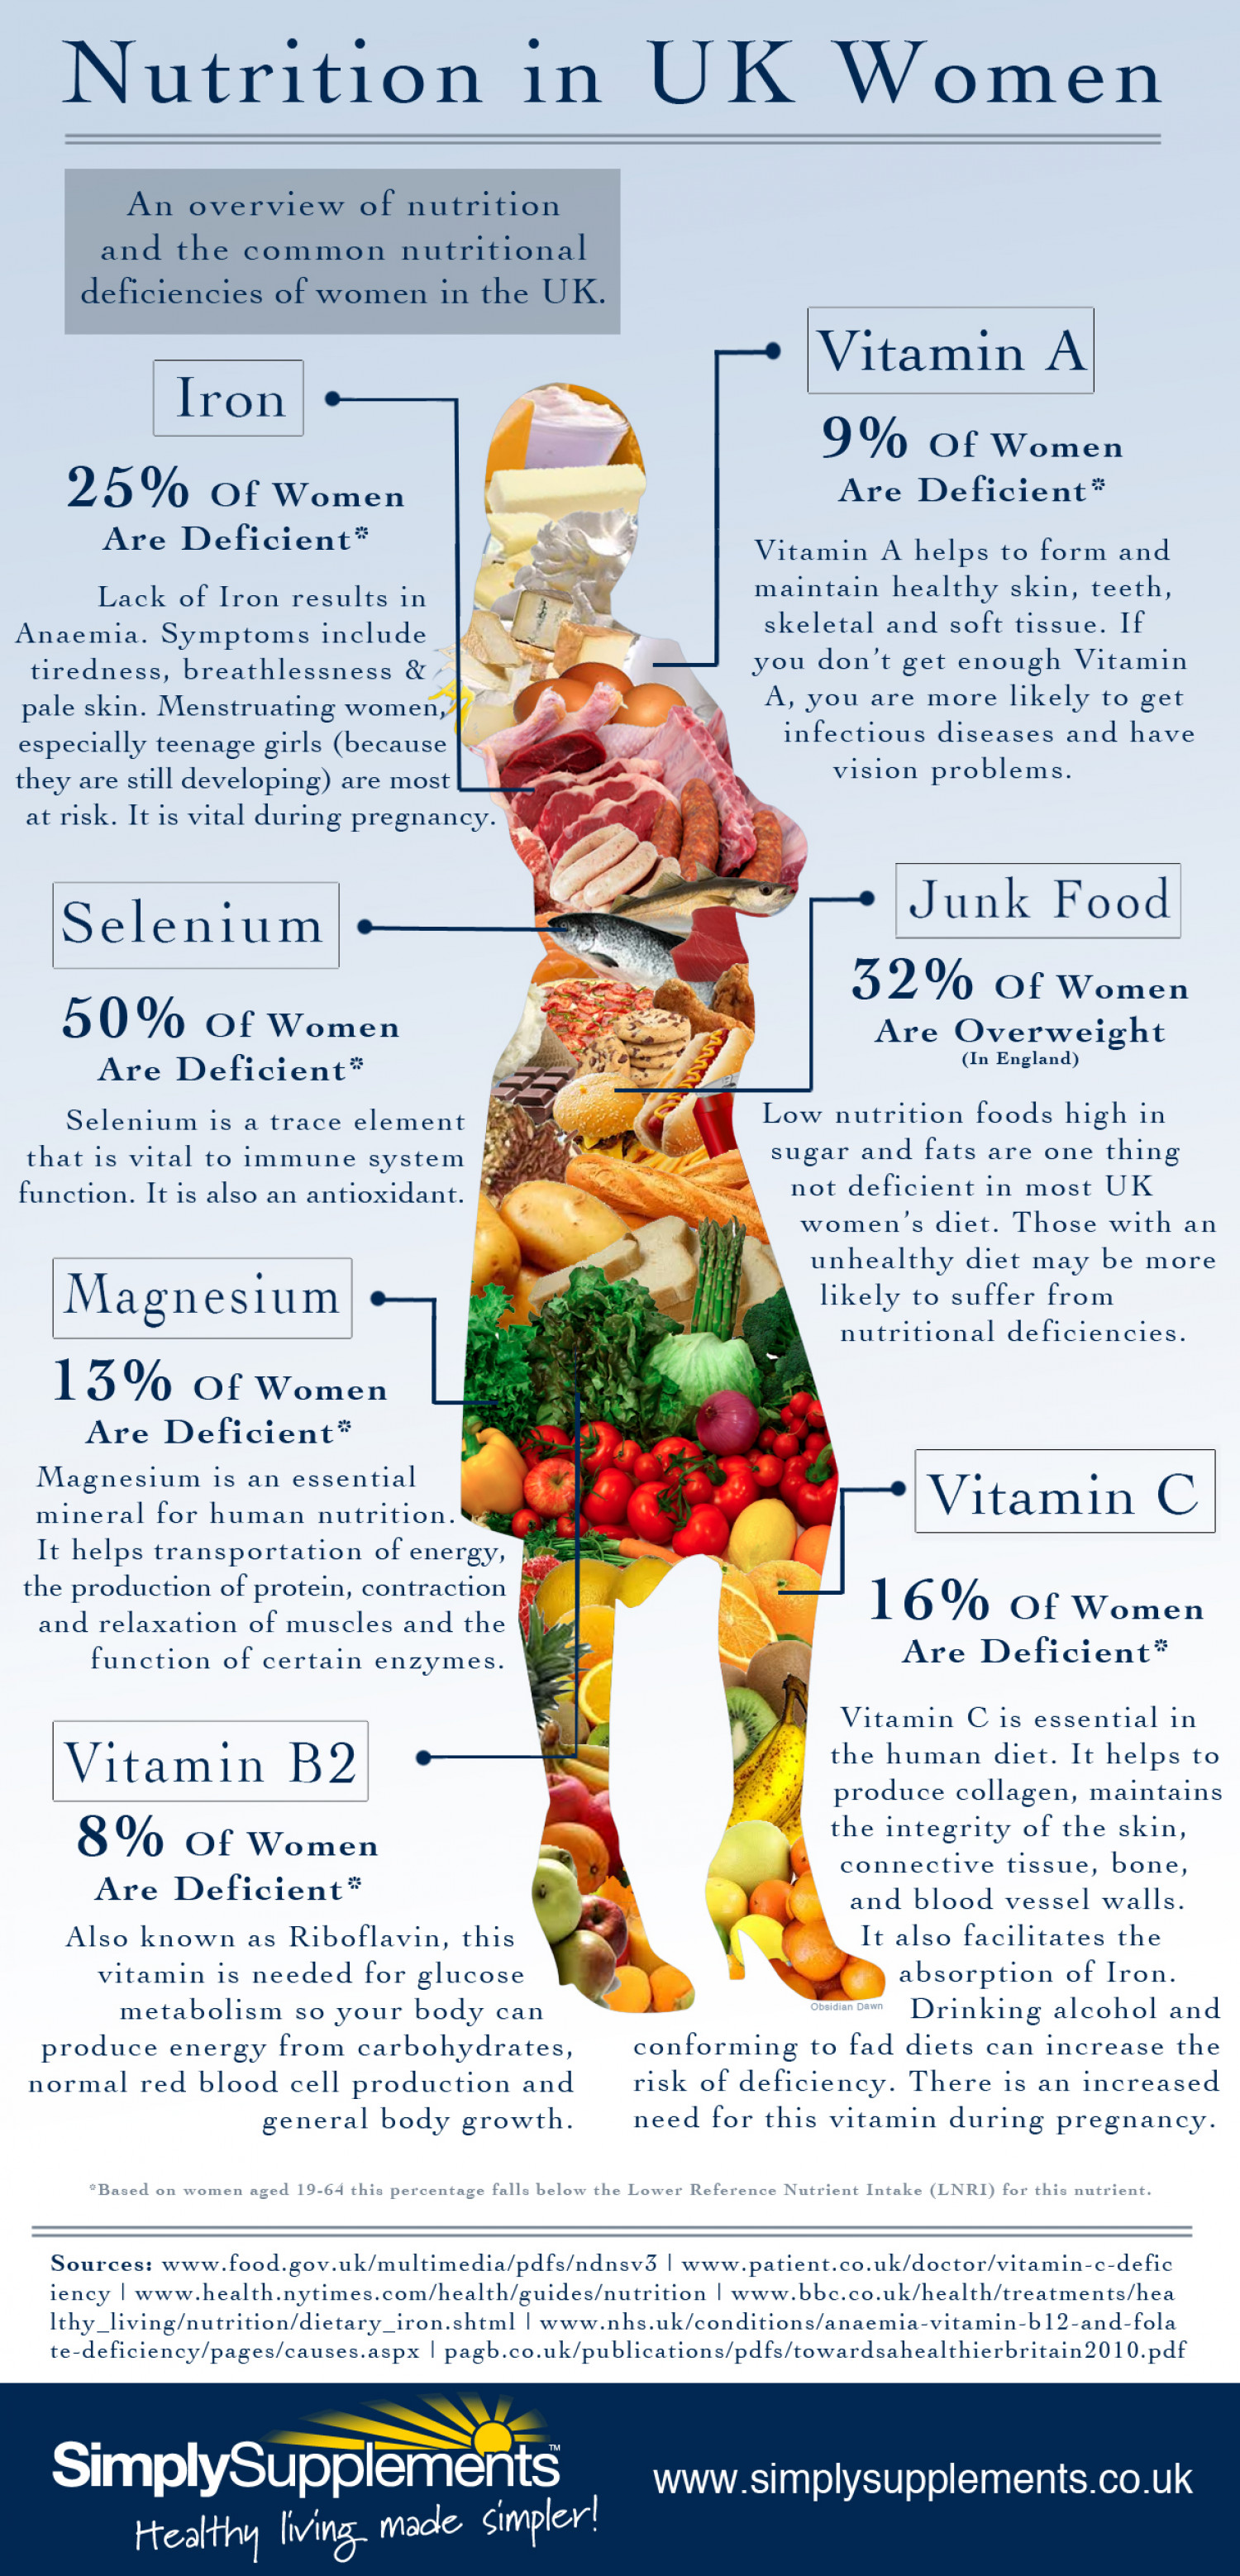 Nutrition in UK Women
An overview of nutrition
and the common nutritional
deficiencies of women in the UK.
Iron
25% Of Women
Are Deficient*
Lack of Iron results in
Anaemia. Symptoms include
tiredness, breathlessness &
pale skin. Menstruating women,
especially teenage girls (because
they are still developing) are most
at risk. It is vital during pregnancy.
Vitamin A
9% Of Women
Are Deficient*
Vitamin A helps to form and
maintain healthy skin, teeth,
skeletal and soft tissue. If
you don't get enough Vitamin
A, you are more likely to get
infectious diseases and have
vision problems.
Selenium
50% Of Women
Are Deficient*
Selenium is a trace element
that is vital to immune system
function. It is also an antioxidant.
Junk Food
32% Of Women
Are Overweight
(In England)
Low nutrition foods high in
sugar and fats are one thing
not deficient in most UK
women's diet. Those with an
unhealthy diet may be more
likely to suffer from
nutritional deficiencies.
Magnesium
13% Of Women
Are Deficient*
Magnesium is an essential
mineral for human nutrition.
It helps transportation of energy,
the production of protein, contraction
and relaxation of muscles and the
function of certain enzymes.
Vitamin C
16% Of Women
Are Deficient*
Vitamin C is essential in
the human diet. It helps to
produce collagen, maintains
the integrity of the skin,
connective tissue, bone,
and blood vessel walls.
It also facilitates the
absorption of Iron.
Drinking alcohol and
conforming to fad diets can increase the
risk of deficiency. There is an increased
need for this vitamin during pregnancy.
Vitamin B2
8% Of Women
Are Deficient*
Also known as Riboflavin, this
vitamin is needed for glucose
metabolism so your body can
produce energy from carbohydrates,
normal red blood cell production and
general body growth.
Obsidian Dawn
*Based on women aged 19-64 this percentage falls below the Lower Reference Nutrient Intake (LNRI) for this nutrient.
Sources: www.food.gov.uk/multimedia/pdfs/ndnsv3 | www.patient.co.uk/doctor/vitamin-c-defic
iency | www.health.nytimes.com/health/guides/nutrition | www.bbc.co.uk/health/treatments/hea
lthy_living/nutrition/dietary_iron.shtml | www.nhs.uk/conditions/anaemia-vitamin-b12-and-fola
te-deficiency/pages/causes.aspx | pagb.co.uk/publications/pdfs/towardsahealthierbritain2010.pdf
SimplySupplements™
Healthy living made simpler!
www.simplysupplements.co.uk